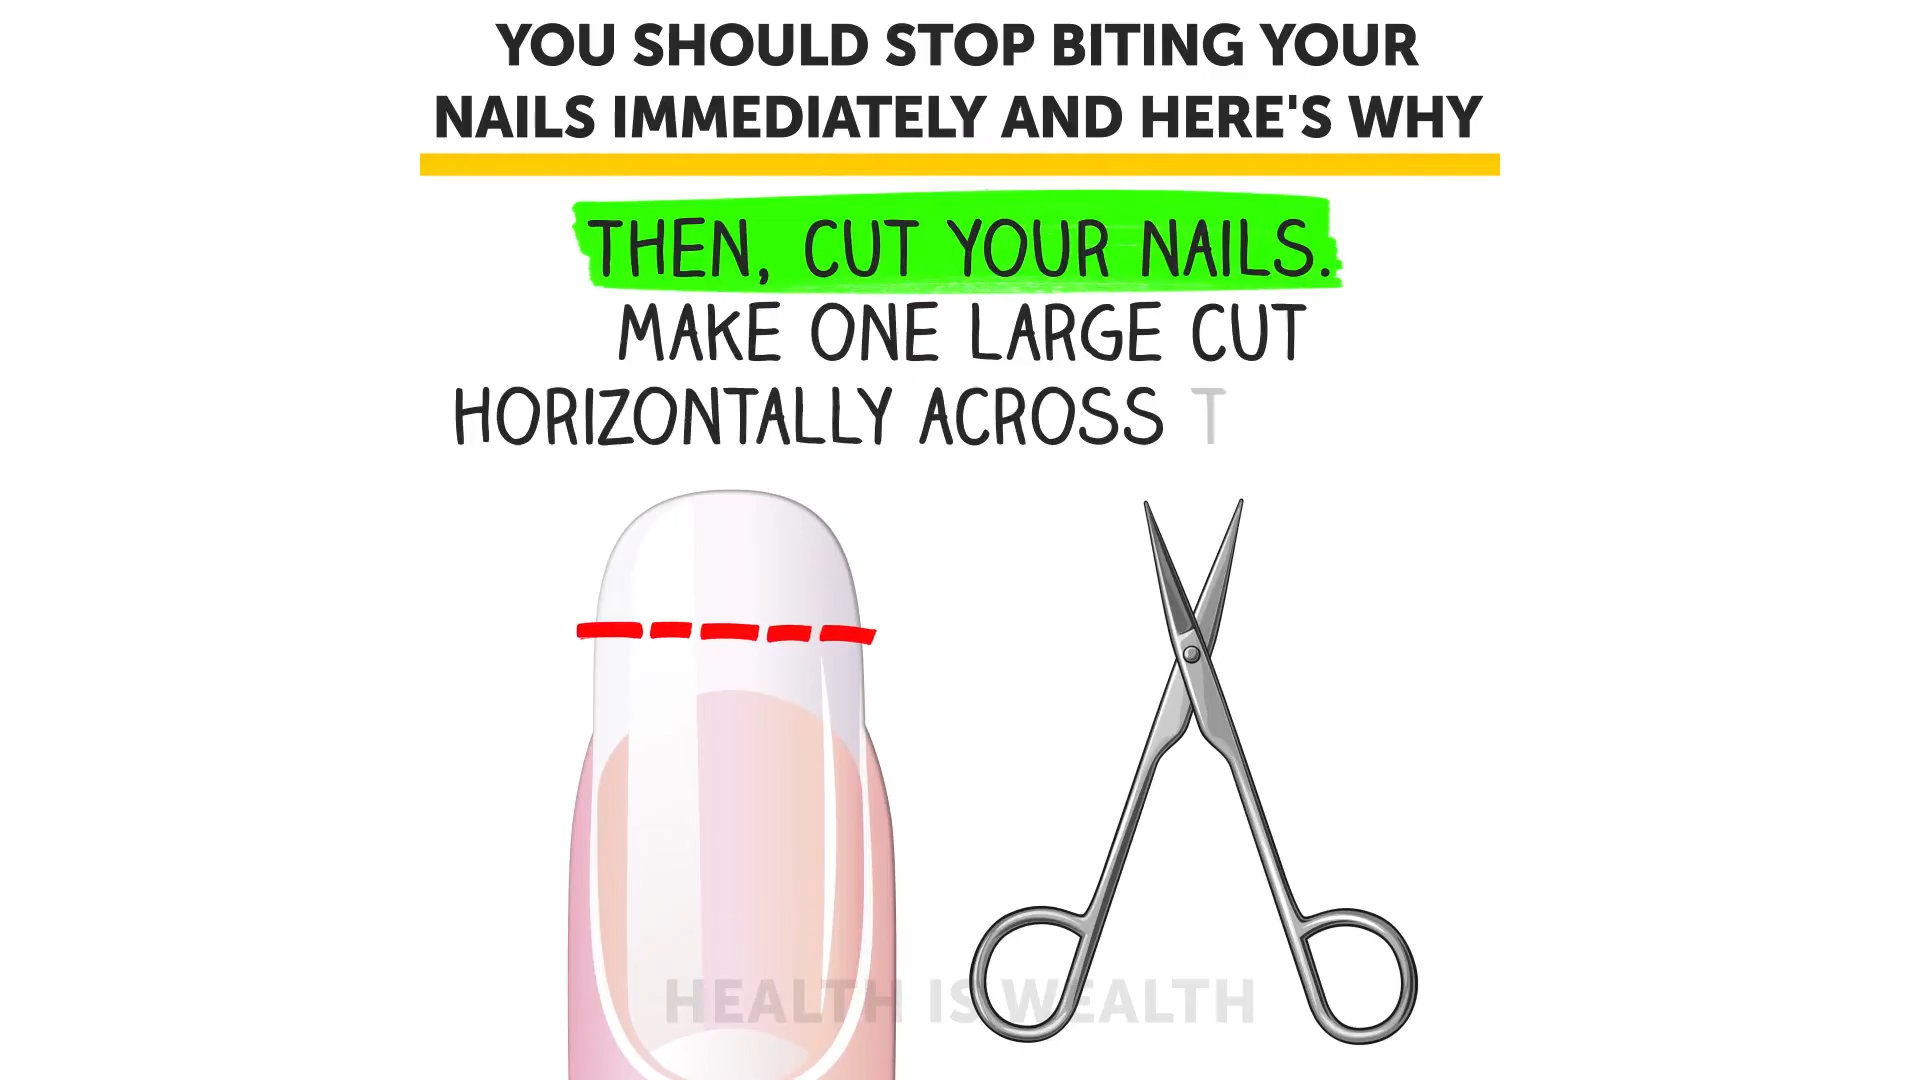 YOU SHOULD STOP BITING YOUR
NAILS IMMEDIATELY AND HERE'S WHY
THEN, CUT YOUR NAILS.
MAKE ONE LARGE CUT
HORIZONTALLY ACROSS T
HEALTH IS WEALTH